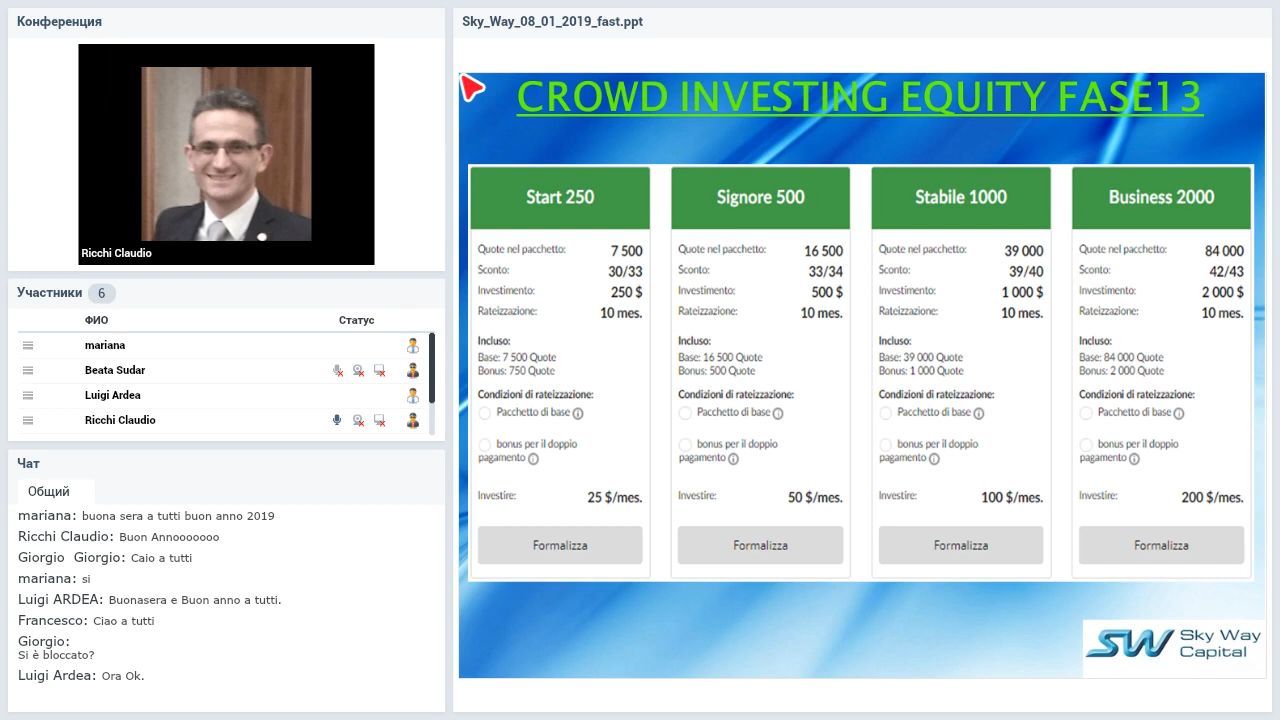 Конференция
Ricchi Claudio
Участники 6
ФИО Статус
mariana
Beata Sudar
Luigi Ardea
Ricchi Claudio
Чат
Общий
mariana: buona sera a tutti buon anno 2019
Ricchi Claudio: Buon Annooooooo
Giorgio Giorgio: Caio a tutti
mariana: si
Luigi ARDEA: Buonasera e Buon anno a tutti.
Francesco: Ciao a tutti
Giorgio:
Si è bloccato?
Luigi Ardea: Ora Ok.
Sky_Way_08_01_2019_fast.ppt
CROWD INVESTING EQUITY FASE13
Start 250
Quote nel pacchetto: 7 500
Sconto: 30/33
Investimento: 250 $
Rateizzazione: 10 mes.
Incluso:
Base: 7 500 Quote
Bonus: 750 Quote
Condizioni di rateizzazione:
Pacchetto di base
bonus per il doppio
pagamento
Investire: 25 $/mes.
Formalizza
Signore 500
Quote nel pacchetto: 16 500
Sconto: 33/34
Investimento: 500 $
Rateizzazione: 10 mes.
Incluso:
Base: 16 500 Quote
Bonus: 500 Quote
Condizioni di rateizzazione:
Pacchetto di base
bonus per il doppio
pagamento
Investire: 50 $/mes.
Formalizza
Stabile 1000
Quote nel pacchetto: 39 000
Sconto: 39/40
Investimento: 1 000 $
Rateizzazione: 10 mes.
Incluso:
Base: 39 000 Quote
Bonus: 1 000 Quote
Condizioni di rateizzazione:
Pacchetto di base
bonus per il doppio
pagamento
Investire: 100 $/mes.
Formalizza
Business 2000
Quote nel pacchetto: 84 000
Sconto: 42/43
Investimento: 2 000 $
Rateizzazione: 10 mes.
Incluso:
Base: 84 000 Quote
Bonus: 2 000 Quote
Condizioni di rateizzazione:
Pacchetto di base
bonus per il doppio
pagamento
Investire: 200 $/mes.
Formalizza
SW Sky Way
Capital